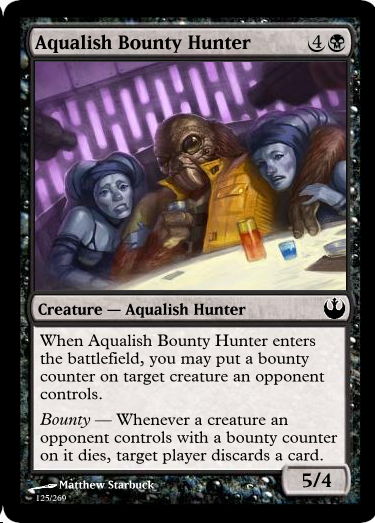 Aqualish Bounty Hunter 4
Creature — Aqualish Hunter
When Aqualish Bounty Hunter enters
the battlefield, you may put a bounty
counter on target creature an opponent
controls.
Bounty — Whenever a creature an
opponent controls with a bounty counter
on it dies, target player discards a card.
5/4
Matthew Starbuck
125/269